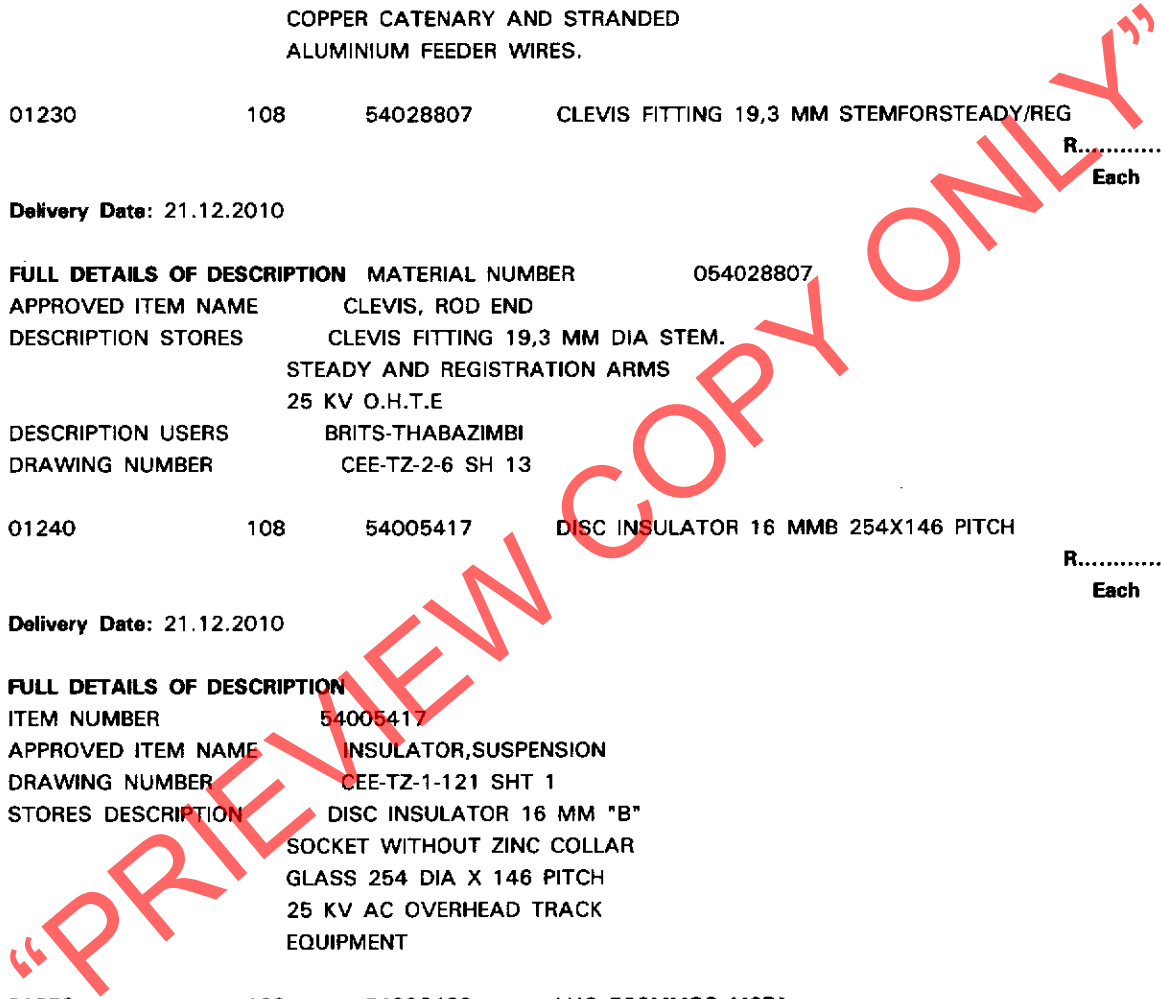 COPPER CATENARY AND STRANDED
ALUMINIUM FEEDER WIRES.
01230 108 54028807 CLEVIS FITTING 19,3 MM STEMFORSTEADY/REG
R............
Each
Delivery Date: 21.12.2010
FULL DETAILS OF DESCRIPTION MATERIAL NUMBER 054028807
APPROVED ITEM NAME CLEVIS, ROD END
DESCRIPTION STORES CLEVIS FITTING 19,3 MM DIA STEM.
STEADY AND REGISTRATION ARMS
25 KV O.H.T.E
DESCRIPTION USERS BRITS-THABAZIMBI
DRAWING NUMBER CEE-TZ-2-6 SH 13
01240 108 54005417 DISC INSULATOR 16 MMB 254X146 PITCH
R............
Each
Delivery Date: 21.12.2010
FULL DETAILS OF DESCRIPTION
ITEM NUMBER 54005417
APPROVED ITEM NAME INSULATOR,SUSPENSION
DRAWING NUMBER CEE-TZ-1-121 SHT 1
STORES DESCRIPTION DISC INSULATOR 16 MM "B"
SOCKET WITHOUT ZINC COLLAR
GLASS 254 DIA X 146 PITCH
25 KV AC OVERHEAD TRACK
EQUIPMENT
“PRIEVIEW COPY ONLY”